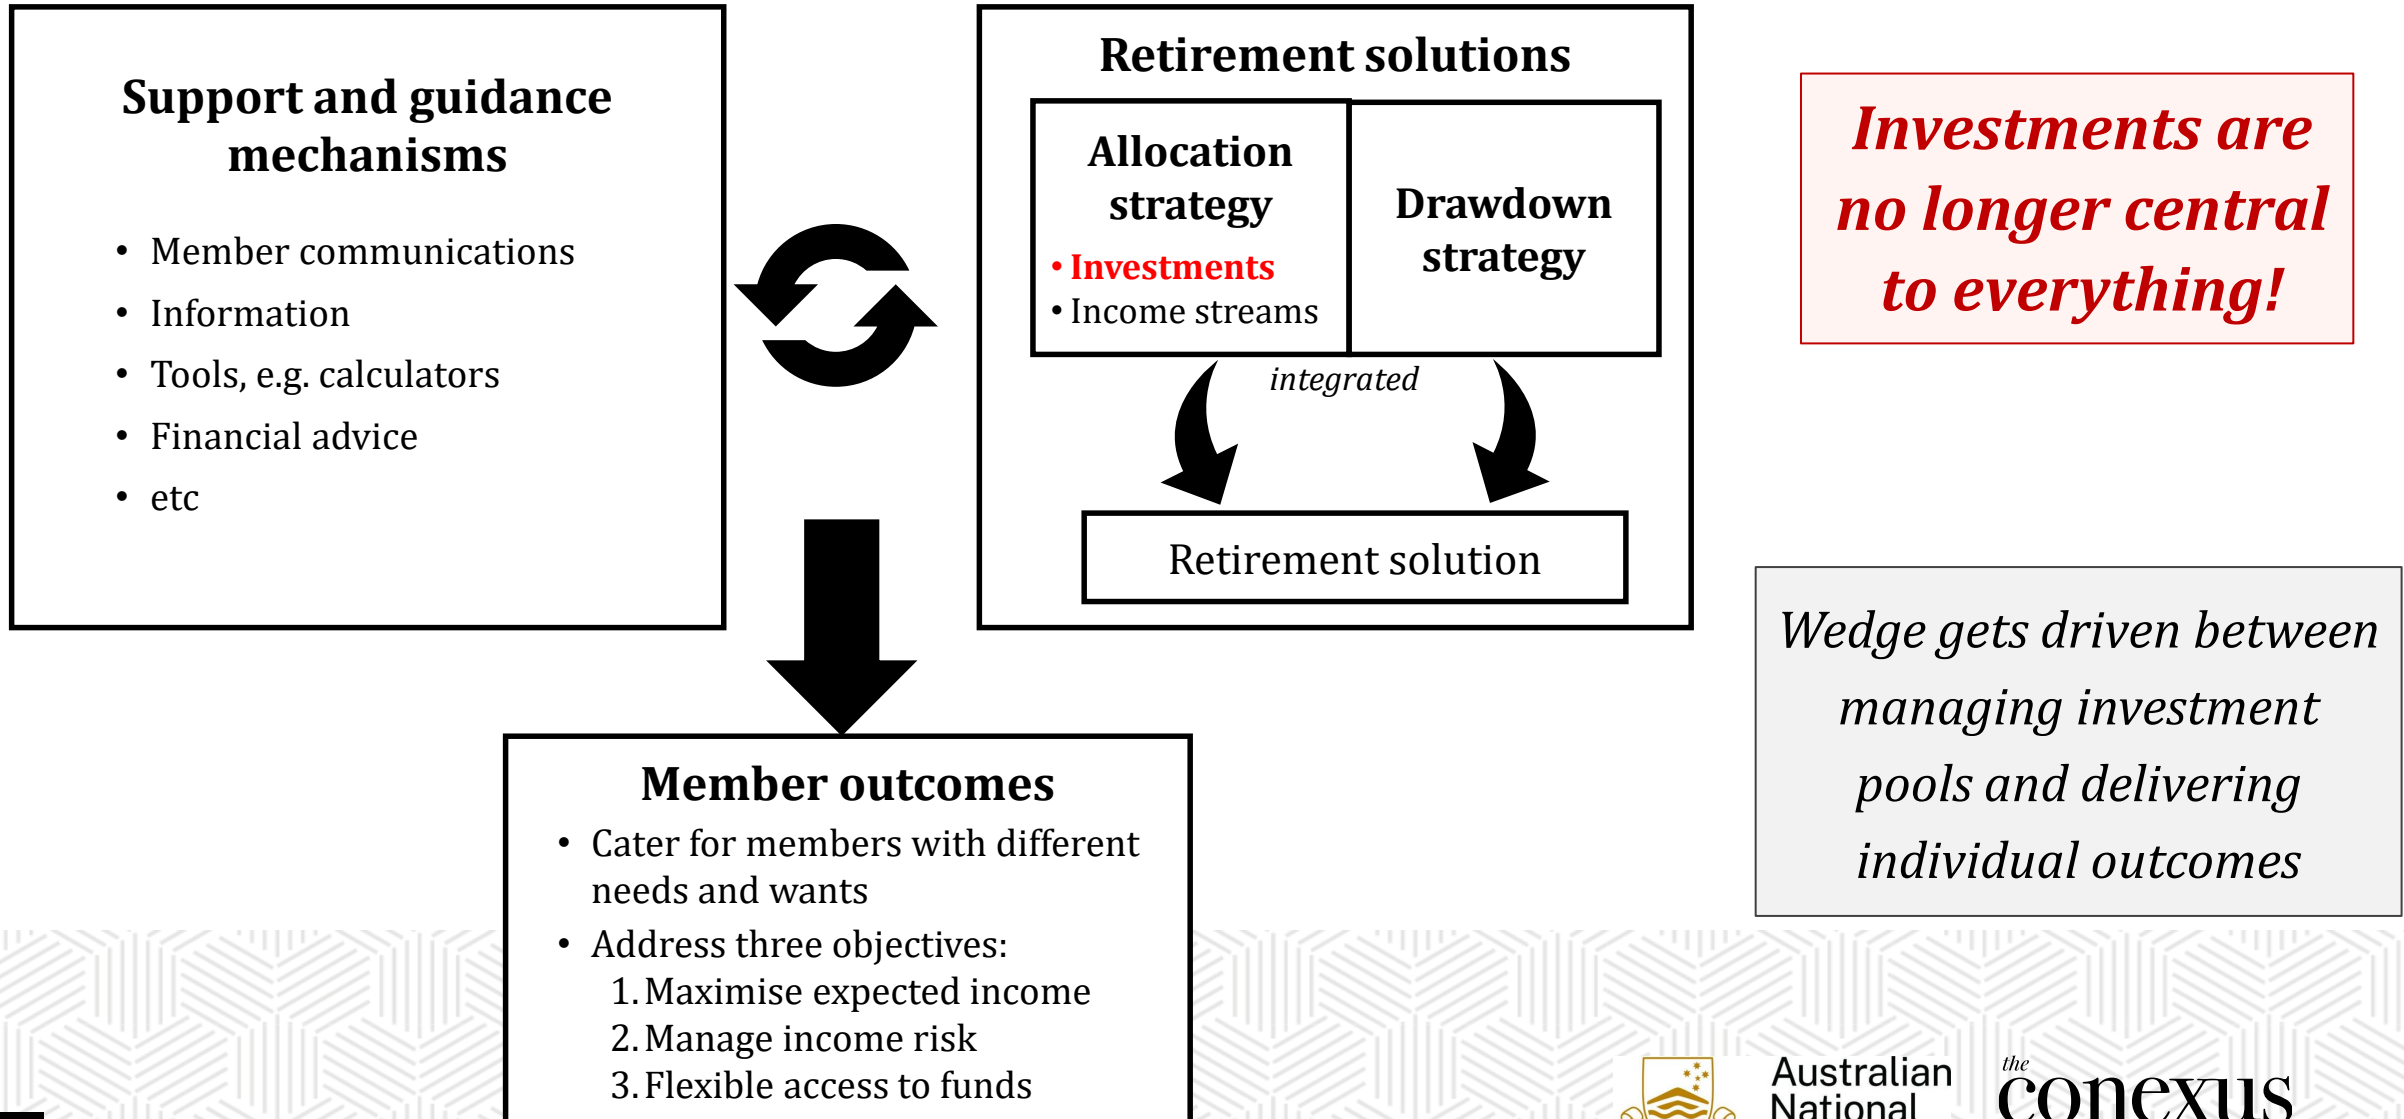 Support and guidance
mechanisms
• Member communications
• Information
• Tools, e.g. calculators
• Financial advice
• etc
Retirement solutions
Allocation
strategy
• Investments
• Income streams
Drawdown
strategy
integrated
Retirement solution
Investments are
no longer central
to everything!
Wedge gets driven between
managing investment
pools and delivering
individual outcomes
Member outcomes
• Cater for members with different
needs and wants
• Address three objectives:
1. Maximise expected income
2. Manage income risk
3. Flexible access to funds
Australian
National
the
conexus